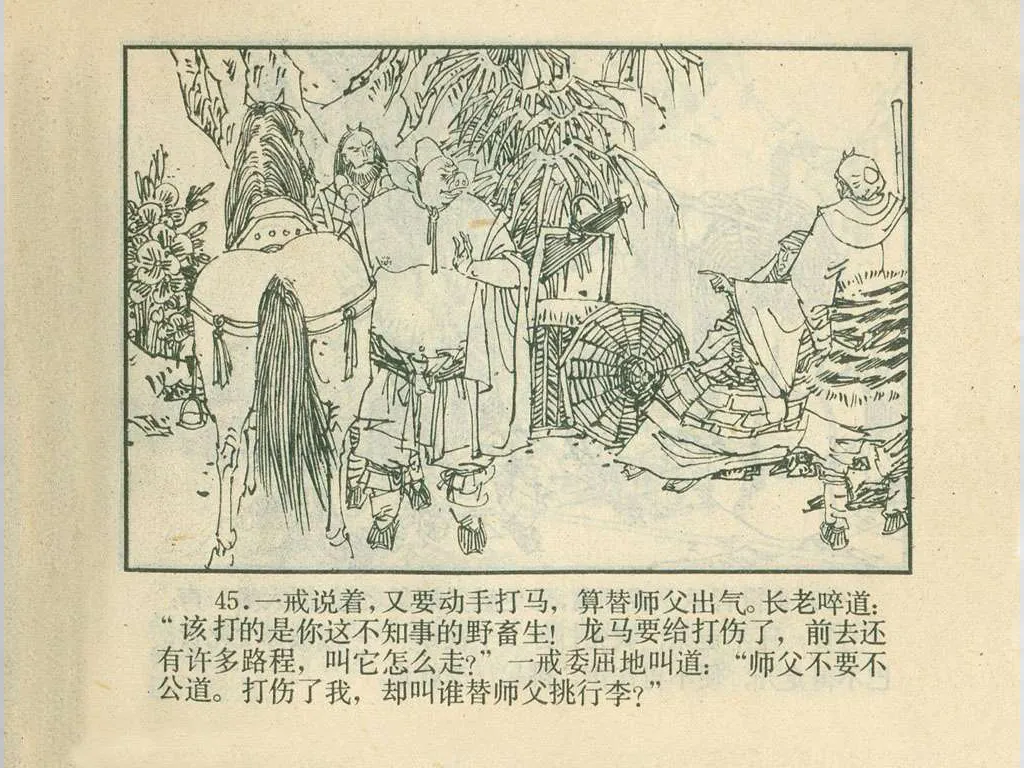 45.一戒说着，又要动手打马，算替师父出气。长老啐道：
“该打的是你这不知事的野畜生！龙马要给打伤了，前去还
有许多路程，叫它怎么走？”一戒委屈地叫道：“师父不要不
公道。打伤了我，却叫谁替师父挑行李？”